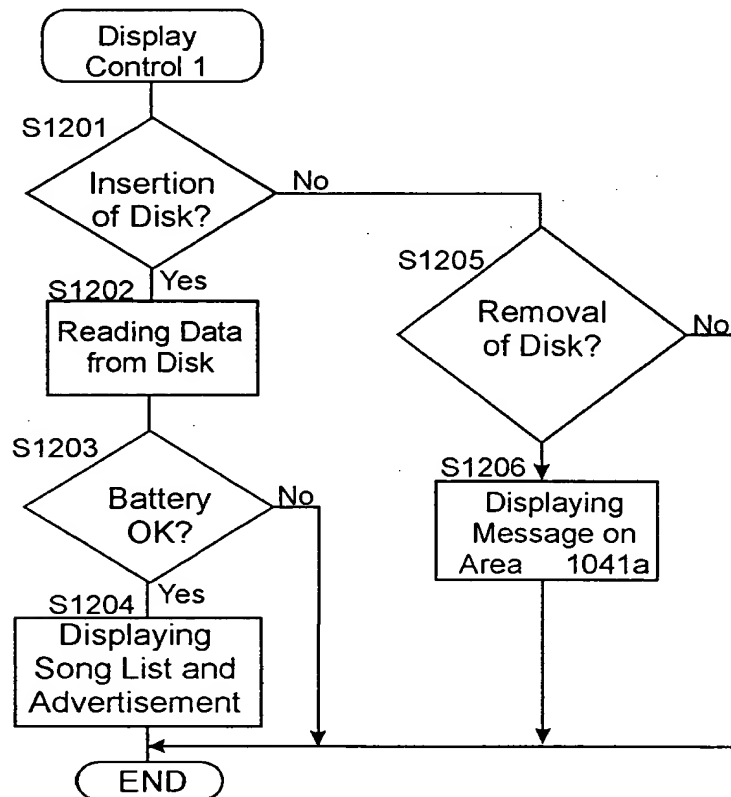 Display
Control 1
S1201
Insertion
of Disk?
No
Yes
S1202
Reading Data
from Disk
S1203
Battery
OK?
No
Yes
S1204
Displaying
Song List and
Advertisement
S1205
Removal
of Disk?
No
S1206
Displaying
Message on
Area 1041a
END